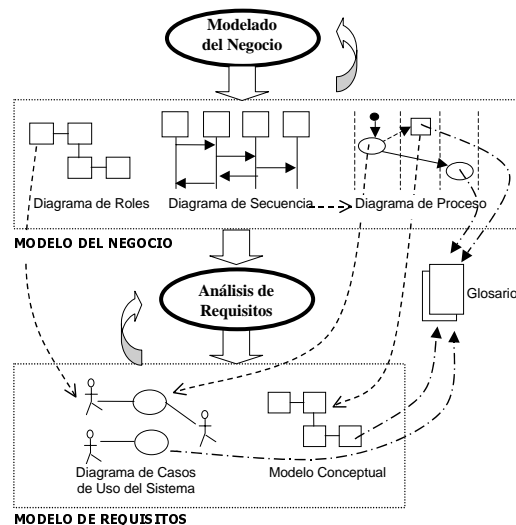 Modelado
del Negocio
Diagrama de Roles
Diagrama de Secuencia
Diagrama de Proceso
MODELO DEL NEGOCIO
Análisis de
Requisitos
Glosario
Diagrama de Casos
de Uso del Sistema
Modelo Conceptual
MODELO DE REQUISITOS